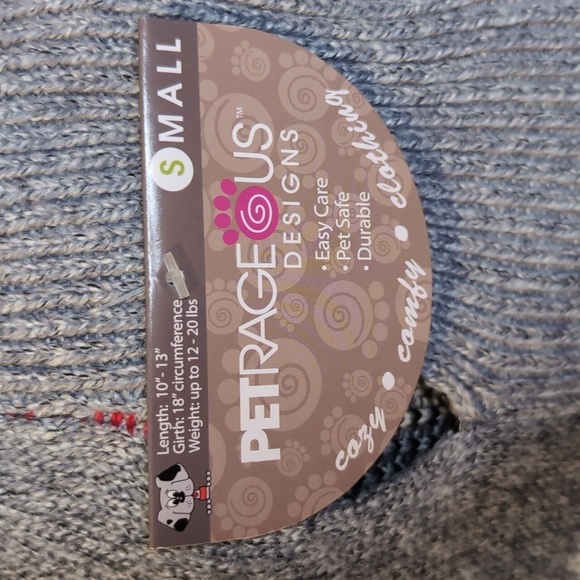 SMALL
Length: 10"- 13"
Girth: 18" circumference
Weight: up to 12 - 20 lbs
PETRAGEOUS™
DESIGNS
• Easy Care
• Pet Safe
• Durable
cozy • comfy • clothing